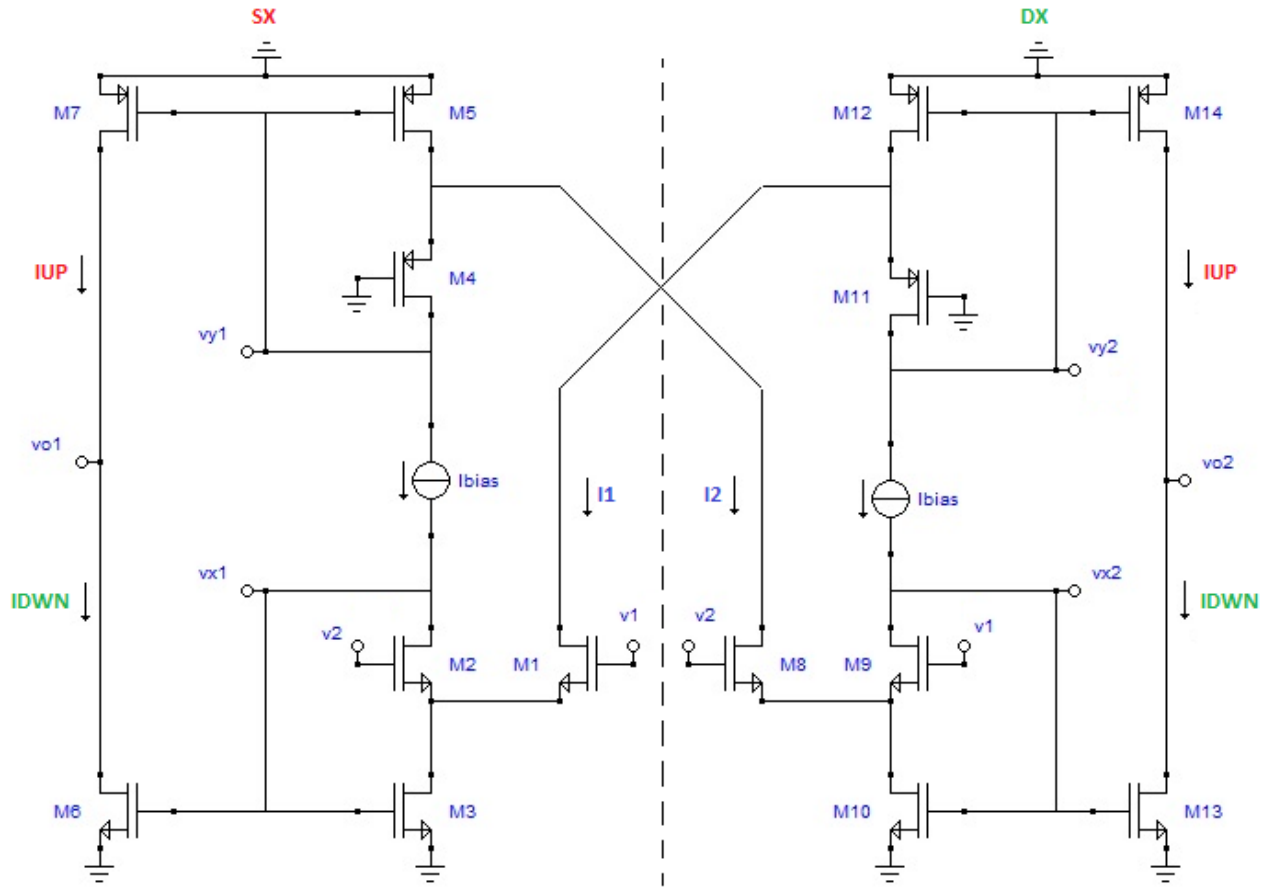 SX DX
M7 M5 M12 M14
IUP M4 M11 IUP
vy1 vy2
vo1 Ibias I1 I2 Ibias vo2
IDWN vx1 vx2 IDWN
v2 v1 v2 v1
M2 M1 M8 M9
M6 M3 M10 M13